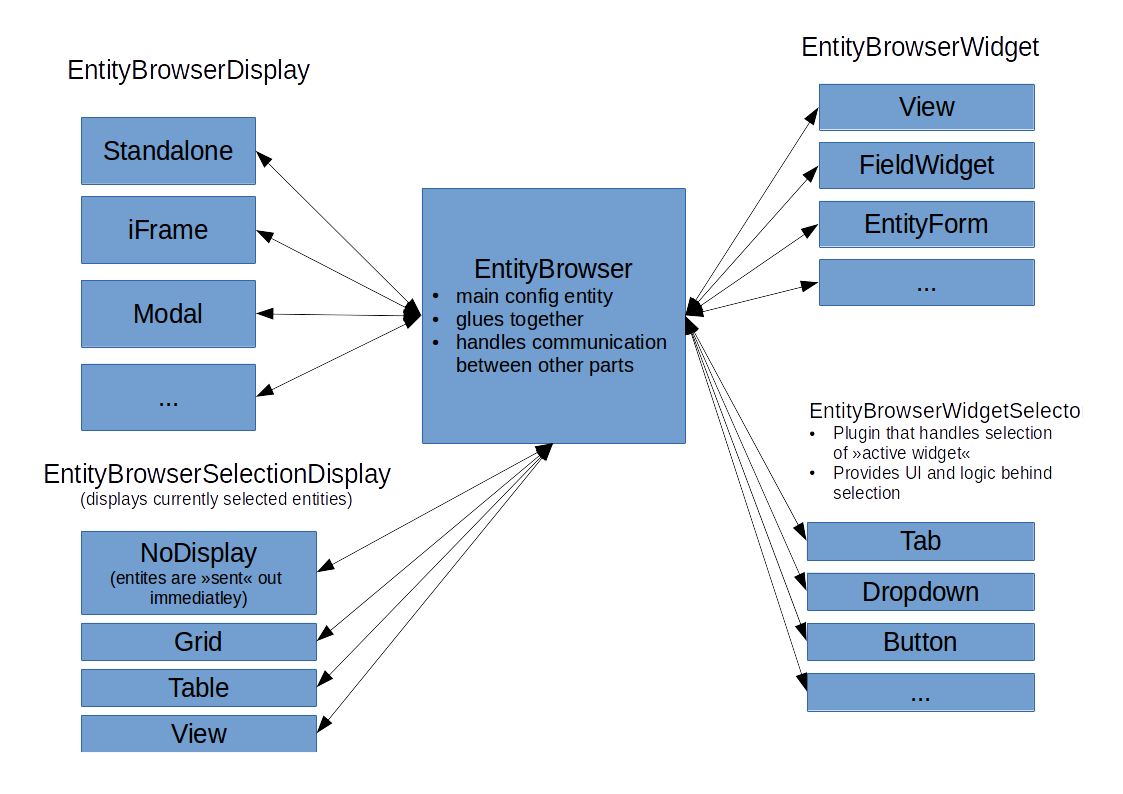 EntityBrowserDisplay
Standalone
iFrame
Modal
...
EntityBrowserSelectionDisplay
(displays currently selected entities)
NoDisplay
(entites are »sent« out
immediatley)
Grid
Table
View
EntityBrowser
• main config entity
• glues together
• handles communication
between other parts
EntityBrowserWidget
View
FieldWidget
EntityForm
...
EntityBrowserWidgetSelecto
• Plugin that handles selection
of »active widget«
• Provides UI and logic behind
selection
Tab
Dropdown
Button
...